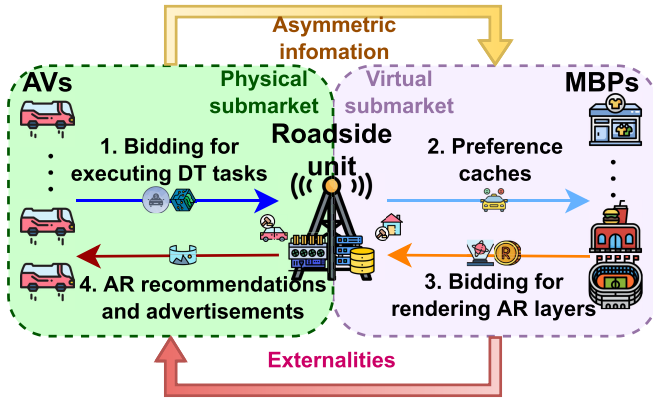 Asymmetric
infomation
AVs
Physical
submarket
Virtual
submarket
MBPs
Roadside
unit
1. Bidding for
executing DT tasks
2. Preference
caches
4. AR recommendations
and advertisements
3. Bidding for
rendering AR layers
Externalities